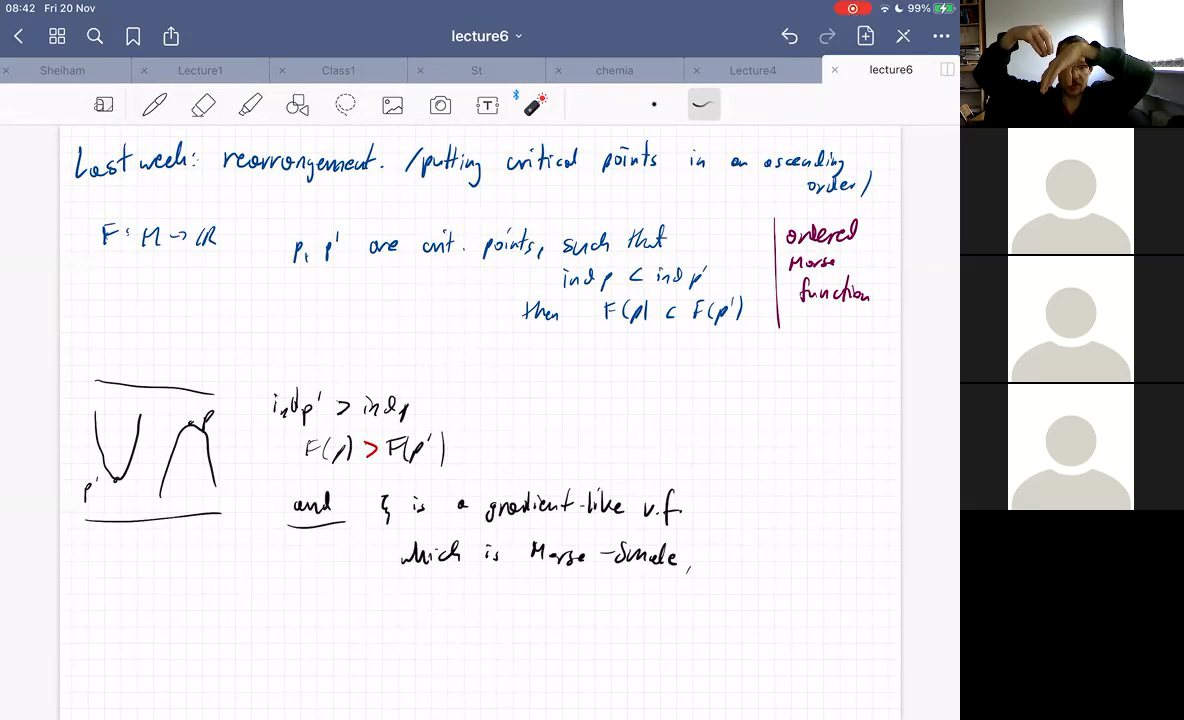 08:42 Fri 20 Nov
99%
lecture6
Sheiham
Lecture1
Class1
St
chemia
Lecture4
lecture6
Last week: rearrangement. /putting critical points in an ascending
order/
F: M → ℝ
p, p' are crit. points, such that
ind p < ind p'
then F(p) < F(p')
ordered
Morse
function
p
p'
ind p' > ind p
F(p) > F(p')
and ξ is a gradient-like v.f.
which is Morse-Smale,